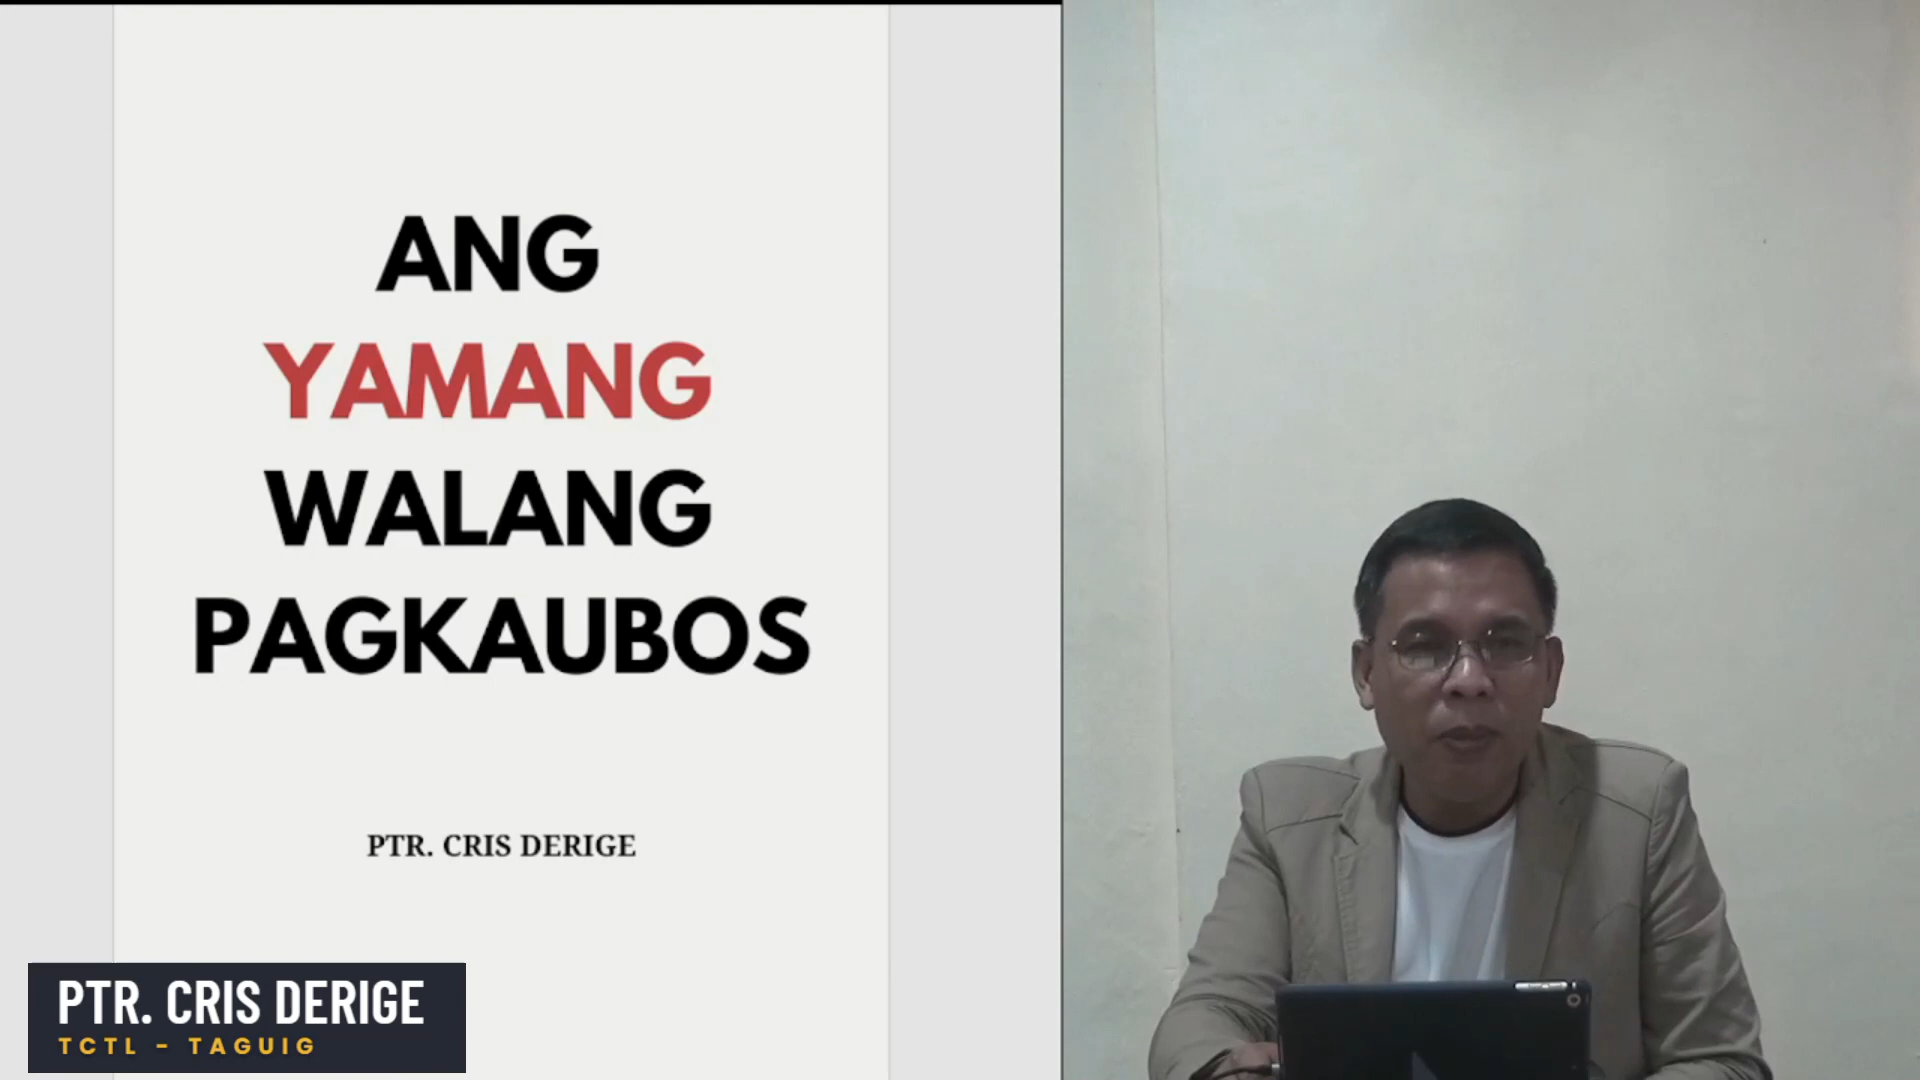 ANG
YAMANG
WALANG
PAGKAUBOS
PTR. CRIS DERIGE
PTR. CRIS DERIGE
TCTL - TAGUIG